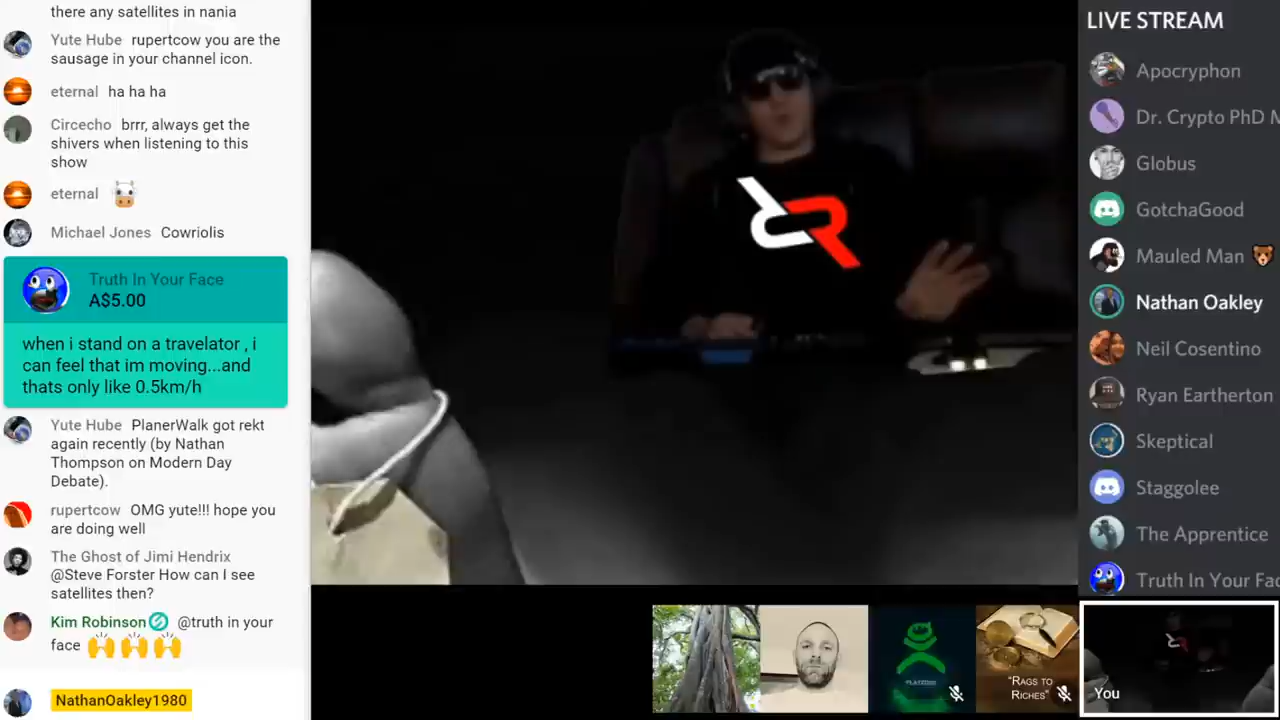 there any satellites in nania
Yute Hube rupertcow you are the
sausage in your channel icon.
eternal ha ha ha
Circecho brrr, always get the
shivers when listening to this
show
eternal
Michael Jones Cowriolis
Truth In Your Face
A$5.00
when i stand on a travelator , i
can feel that im moving...and
thats only like 0.5km/h
Yute Hube PlanerWalk got rekt
again recently (by Nathan
Thompson on Modern Day
Debate).
rupertcow OMG yute!!! hope you
are doing well
The Ghost of Jimi Hendrix
@Steve Forster How can I see
satellites then?
Kim Robinson @truth in your
face
NathanOakley1980
R
LIVE STREAM
Apocryphon
Dr. Crypto PhD M
Globus
GotchaGood
Mauled Man
Nathan Oakley
Neil Cosentino
Ryan Eartherton
Skeptical
Staggolee
The Apprentice
Truth In Your Fac
"RAGS TO
RICHES"
You